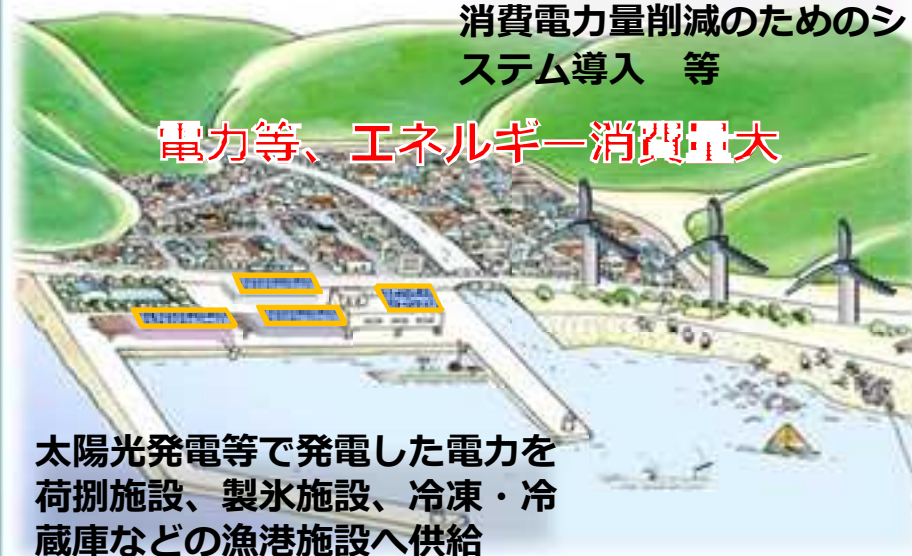 消費電力量削減のためのシ
ステム導入　等
電力等、エネルギー消費量大
太陽光発電等で発電した電力を
荷捌施設、製氷施設、冷凍・冷
蔵庫などの漁港施設へ供給